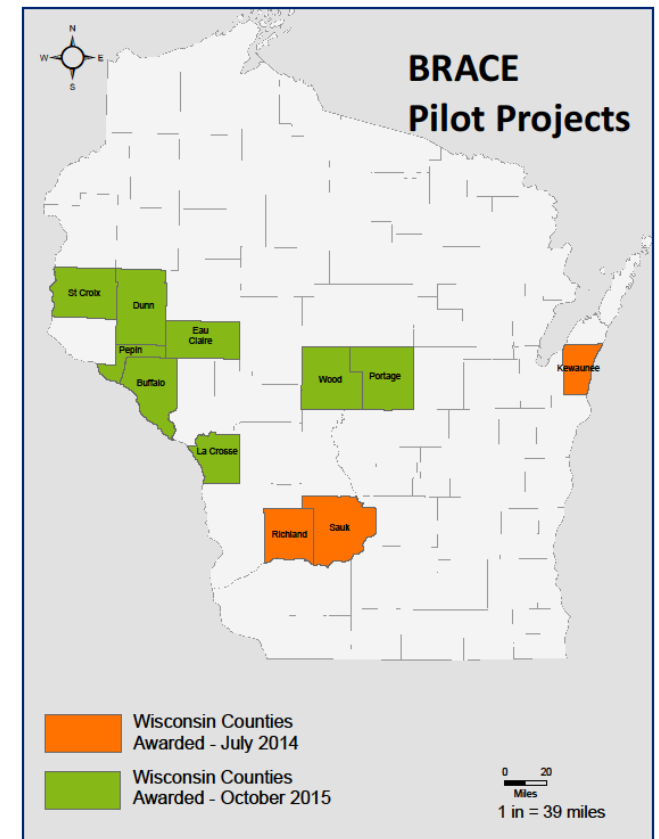 N
W E
S
BRACE
Pilot Projects
St Croix
Dunn
Eau
Claire
Pepin
Buffalo
Wood
Portage
Kewaunee
La Crosse
Richland
Sauk
Wisconsin Counties
Awarded - July 2014
Wisconsin Counties
Awarded - October 2015
0 20
Miles
1 in = 39 miles